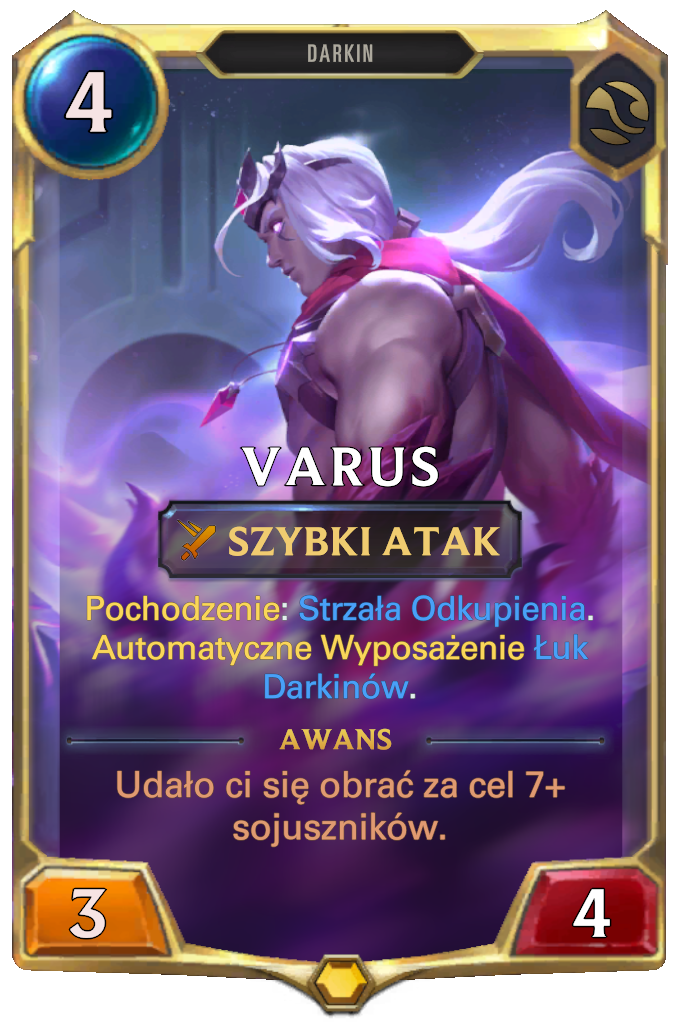 4
DARKIN
VARUS
SZYBKI ATAK
Pochodzenie: Strzała Odkupienia.
Automatyczne Wyposażenie Łuk
Darkinów.
AWANS
Udało ci się obrać za cel 7+
sojuszników.
3
4